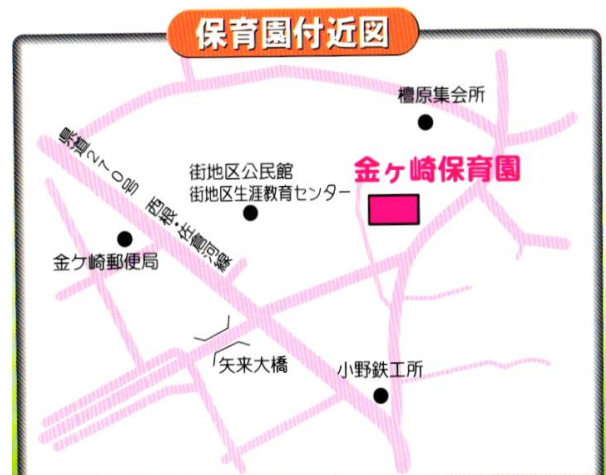 保育園付近図
檀原集会所
県道270号 西根・佐倉河線
街地区公民館
街地区生涯教育センター
金ヶ崎保育園
金ケ崎郵便局
矢来大橋
小野鉄工所